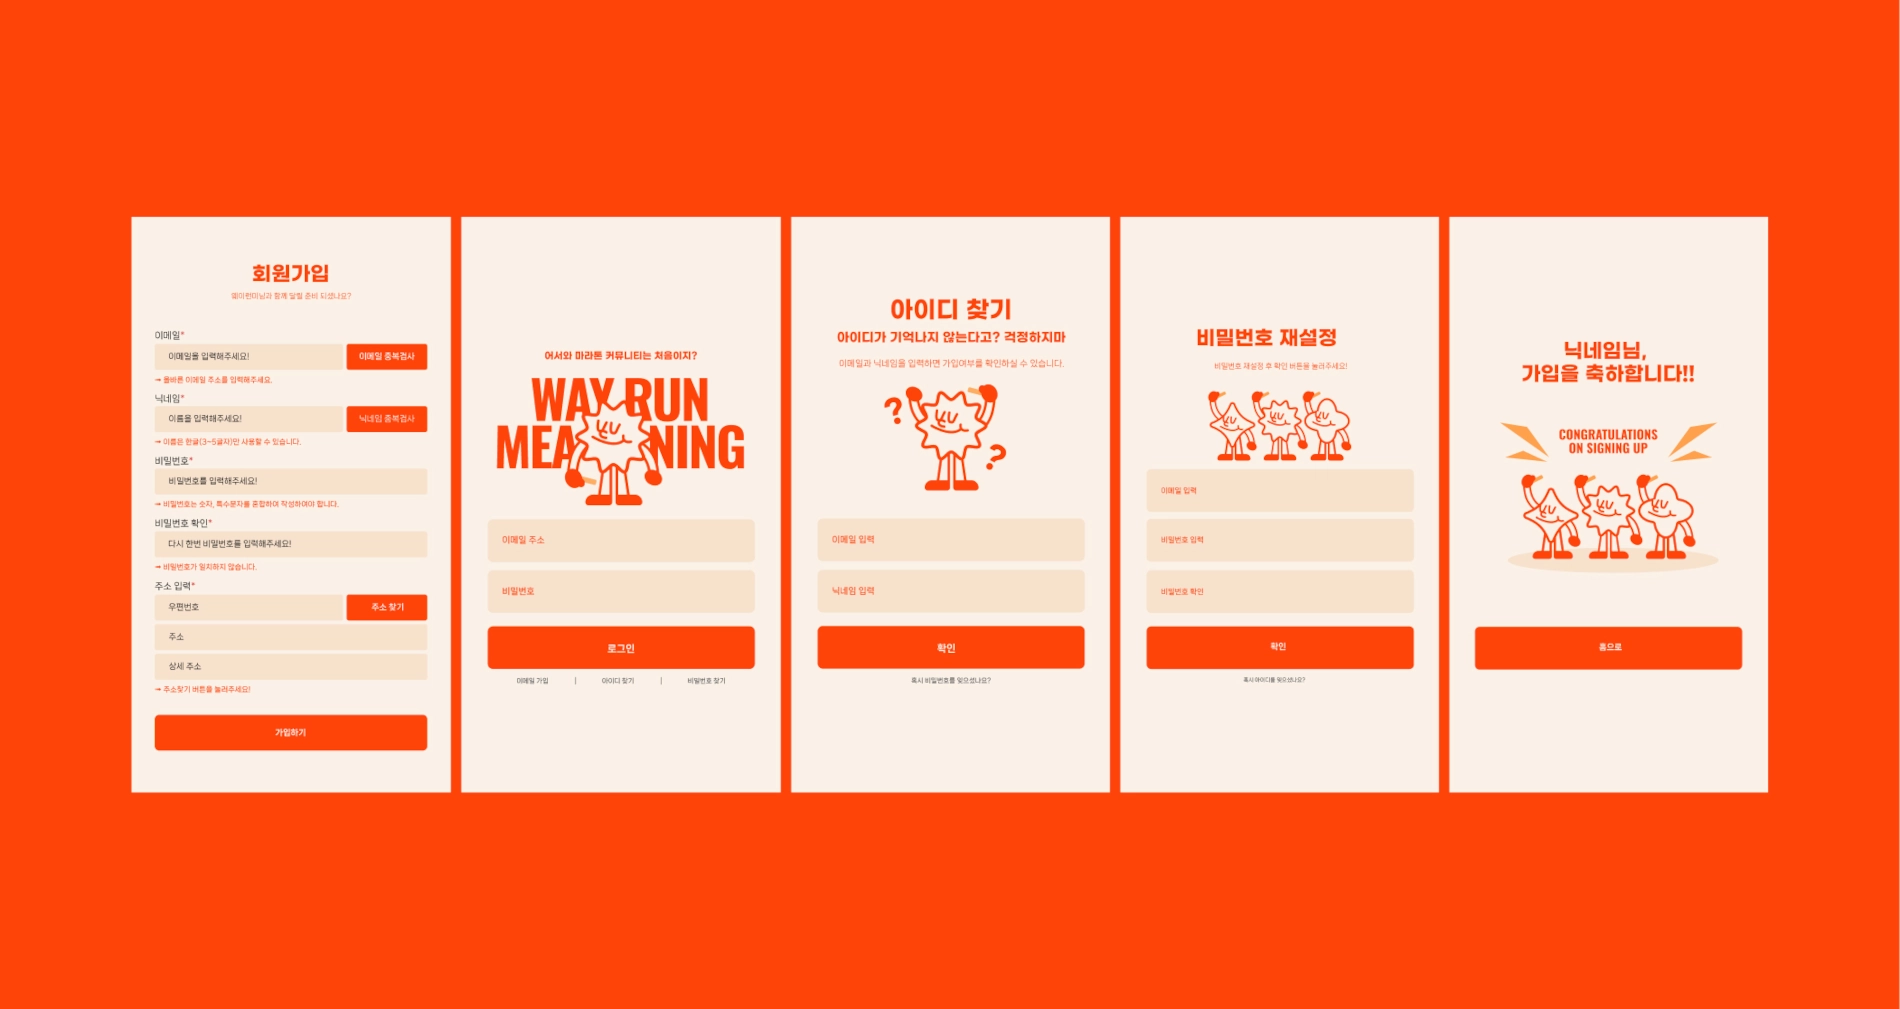 회원가입
웨이런미닝과 함께 달릴 준비 되셨나요?
이메일*
이메일을 입력해주세요!
이메일 중복검사
→ 올바른 이메일 주소를 입력해주세요.
닉네임*
이름을 입력해주세요!
닉네임 중복검사
→ 이름은 한글(3~5글자)만 사용할 수 있습니다.
비밀번호*
비밀번호를 입력해주세요!
→ 비밀번호는 숫자, 특수문자를 혼합하여 작성하여야 합니다.
비밀번호 확인*
다시 한번 비밀번호를 입력해주세요!
→ 비밀번호가 일치하지 않습니다.
주소 입력*
우편번호
주소 찾기
주소
상세 주소
→ 주소찾기 버튼을 눌러주세요!
가입하기
어서와 마라톤 커뮤니티는 처음이지?
WAY RUN
MEANING
이메일 주소
비밀번호
로그인
이메일 가입 | 아이디 찾기 | 비밀번호 찾기
아이디 찾기
아이디가 기억나지 않는다고? 걱정하지마
이메일과 닉네임을 입력하면 가입여부를 확인하실 수 있습니다.
?
?
이메일 입력
닉네임 입력
확인
혹시 비밀번호를 잊으셨나요?
비밀번호 재설정
비밀번호 재설정 후 확인 버튼을 눌러주세요!
이메일 입력
비밀번호 입력
비밀번호 확인
확인
혹시 아이디를 잊으셨나요?
닉네임님,
가입을 축하합니다!!
CONGRATULATIONS
ON SIGNING UP
홈으로